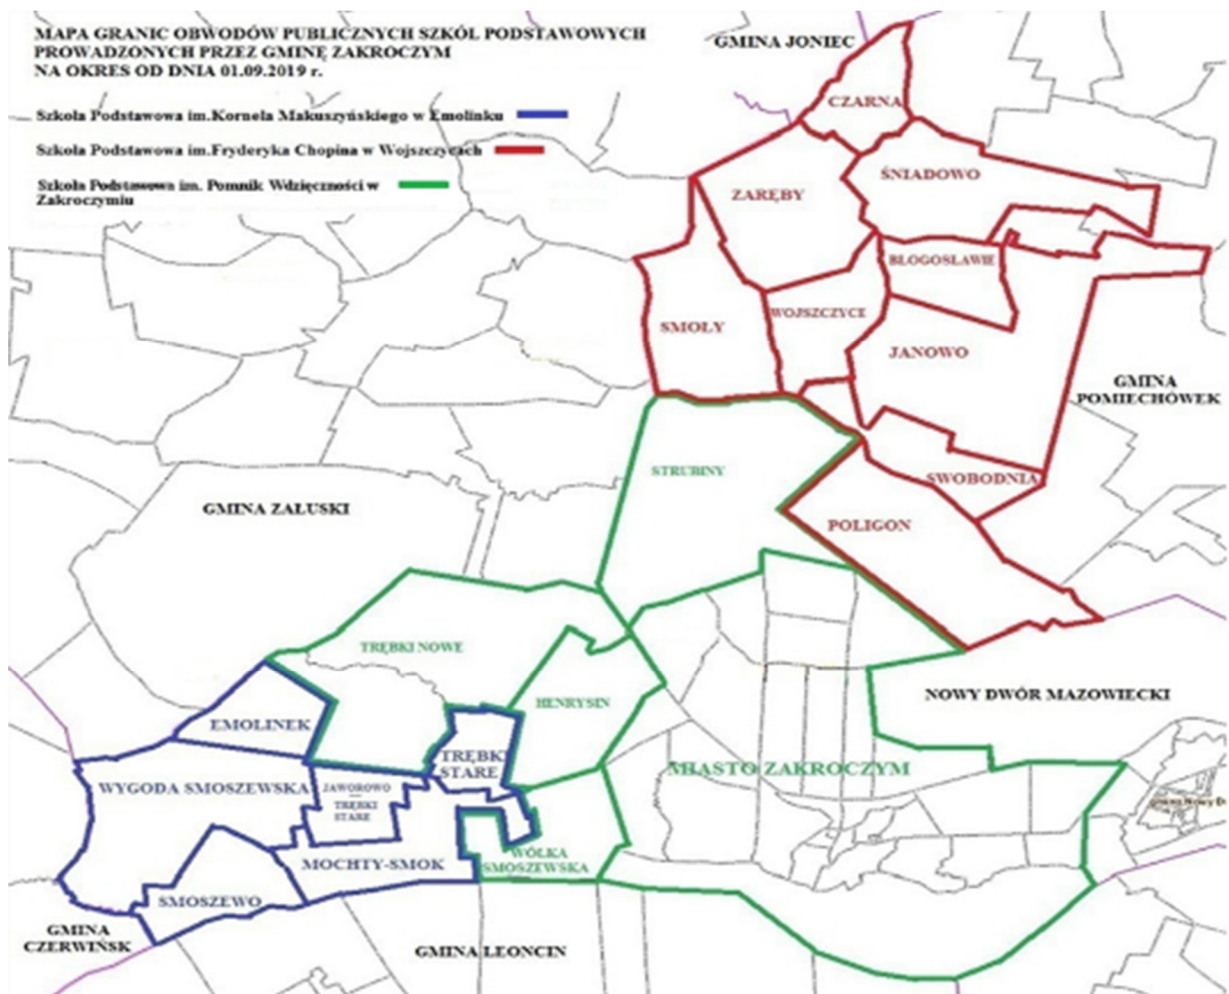 MAPA GRANIC OBWODÓW PUBLICZNYCH SZKÓŁ PODSTAWOWYCH
PROWADZONYCH PRZEZ GMINĘ ZAKROCZYM
NA OKRES OD DNIA 01.09.2019 r.
Szkoła Podstawowa im.Kornela Makuszyńskiego w Emolinku
Szkoła Podstawowa im.Fryderyka Chopina w Wojszczycach
Szkoła Podstawowa im. Pomnik Wdzięczności w
Zakroczymiu
GMINA JONIEC
CZARNA
ŚNIADOWO
ZARĘBY
BŁOGOSŁAWIE
WOJSZCZYCE
SMOŁY
JANOWO
GMINA
POMIECHÓWEK
STRUBINY
SWOBODNIA
GMINA ZAŁUSKI
POLIGON
TRĘBKI NOWE
HENRYSIN
NOWY DWÓR MAZOWIECKI
EMOLINEK
TRĘBKI
STARE
MIASTO ZAKROCZYM
WYGODA SMOSZEWSKA
JAWOROWO
TRĘBKI
STARE
WÓLKA
SMOSZEWSKA
MOCHTY-SMOK
SMOSZEWO
GMINA
CZERWIŃSK
GMINA LEONCIN